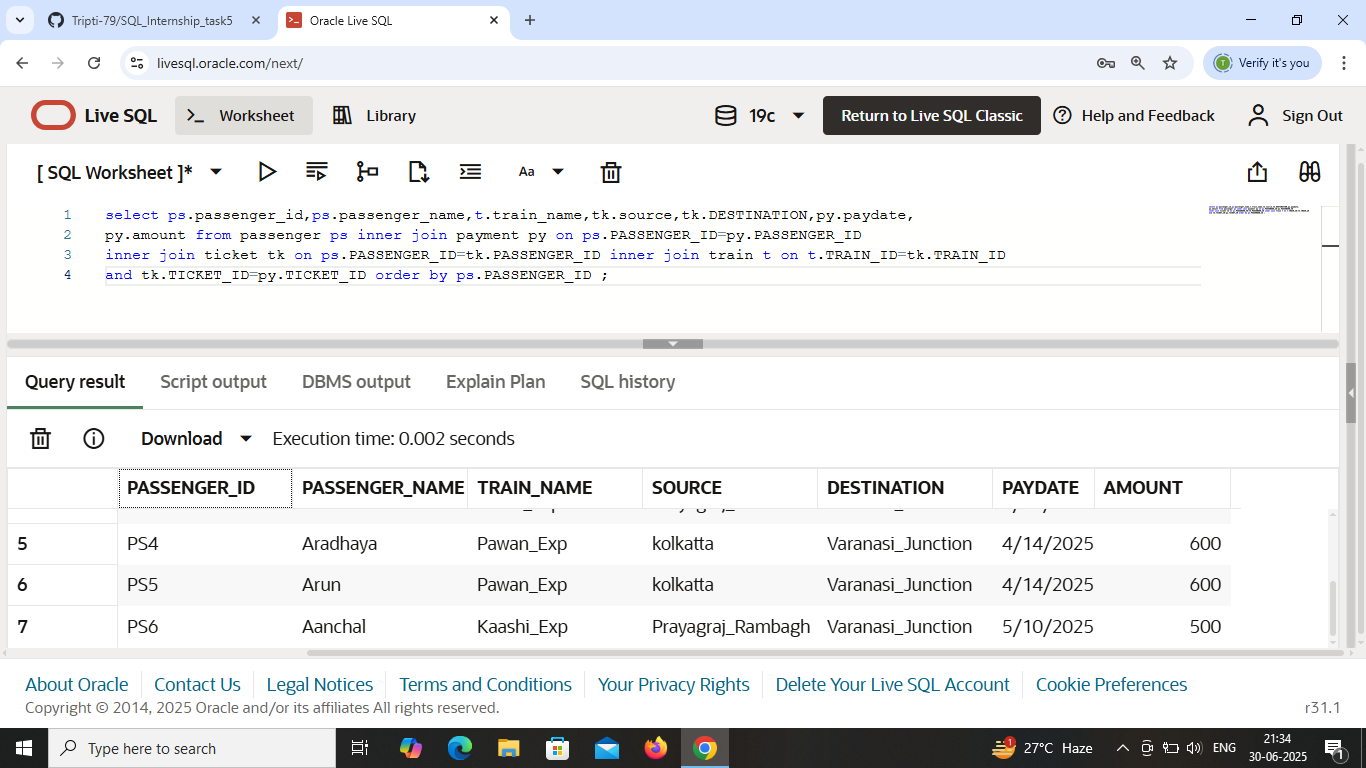 Tripti-79/SQL_Internship_task5
Oracle Live SQL
livesql.oracle.com/next/
T
Verify it's you
Live SQL
Worksheet
Library
19c
Return to Live SQL Classic
Help and Feedback
Sign Out
[ SQL Worksheet ]*
Aa
1 select ps.passenger_id,ps.passenger_name,t.train_name,tk.source,tk.DESTINATION,py.paydate,
2 py.amount from passenger ps inner join payment py on ps.PASSENGER_ID=py.PASSENGER_ID
3 inner join ticket tk on ps.PASSENGER_ID=tk.PASSENGER_ID inner join train t on t.TRAIN_ID=tk.TRAIN_ID
4 and tk.TICKET_ID=py.TICKET_ID order by ps.PASSENGER_ID ;
Query result Script output DBMS output Explain Plan SQL history
Download Execution time: 0.002 seconds
PASSENGER_ID PASSENGER_NAME TRAIN_NAME SOURCE DESTINATION PAYDATE AMOUNT
5 PS4 Aradhaya Pawan_Exp kolkatta Varanasi_Junction 4/14/2025 600
6 PS5 Arun Pawan_Exp kolkatta Varanasi_Junction 4/14/2025 600
7 PS6 Aanchal Kaashi_Exp Prayagraj_Rambagh Varanasi_Junction 5/10/2025 500
About Oracle Contact Us Legal Notices Terms and Conditions Your Privacy Rights Delete Your Live SQL Account Cookie Preferences
Copyright © 2014, 2025 Oracle and/or its affiliates All rights reserved.
r31.1
Type here to search
1
27°C Haze
ENG
21:34
30-06-2025
1